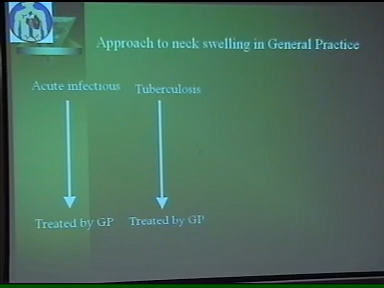 Approach to neck swelling in General Practice
Acute infectious
Tuberculosis
Treated by GP
Treated by GP